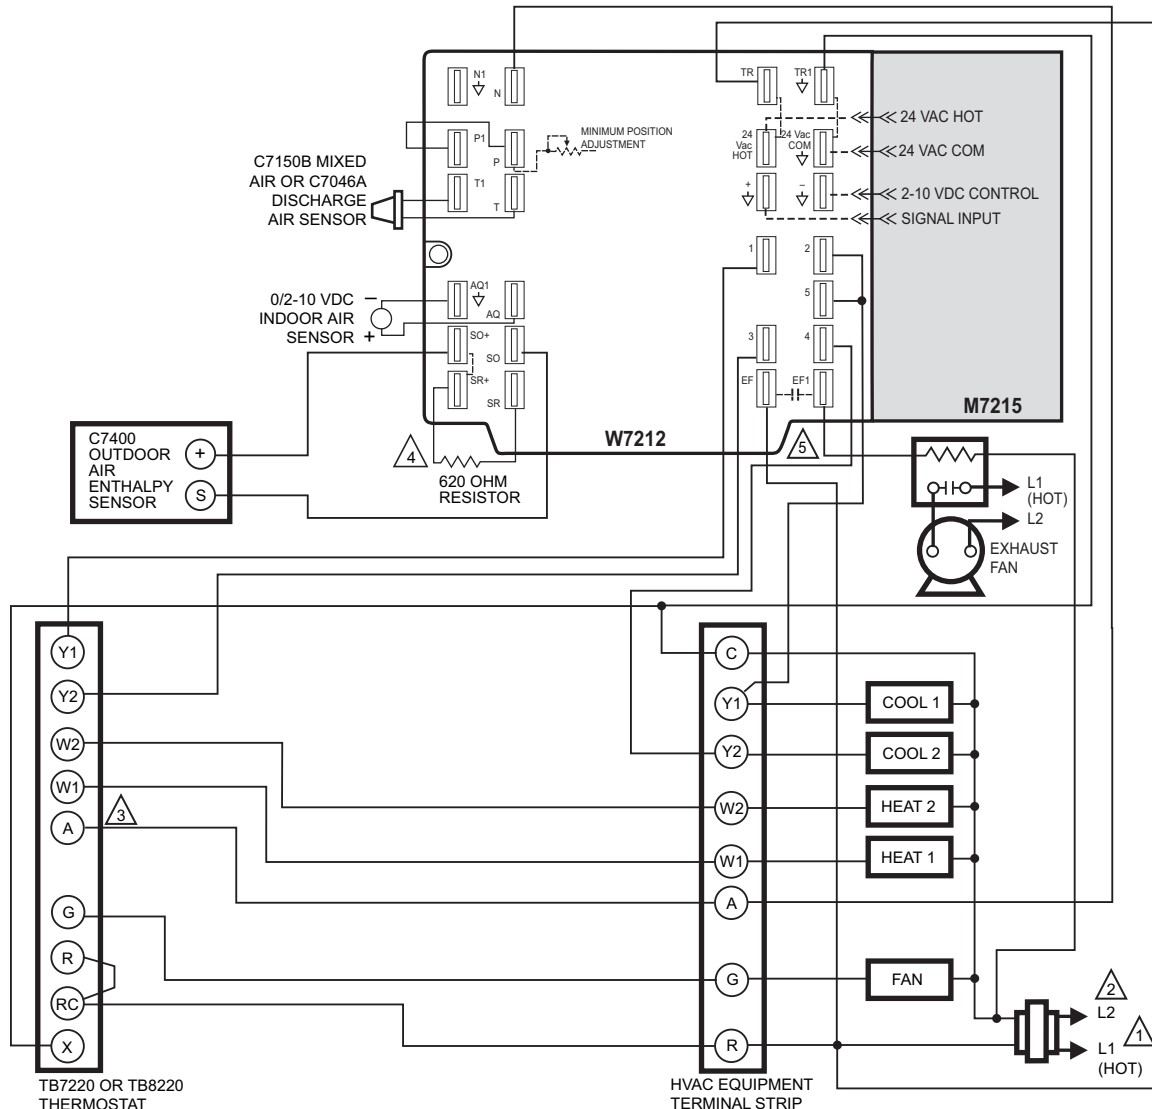 N1
N
TR
TR1
24 VAC HOT
P1
P
MINIMUM POSITION
ADJUSTMENT
24
Vac
HOT
24 Vac
COM
24 VAC COM
C7150B MIXED
AIR OR C7046A
DISCHARGE
AIR SENSOR
T1
T
+
–
2-10 VDC CONTROL
SIGNAL INPUT
1
2
0/2-10 VDC –
INDOOR AIR
SENSOR +
AQ1
AQ
5
SO+
SO
3
4
SR+
SR
EF
EF1
M7215
W7212
C7400
OUTDOOR
AIR
ENTHALPY
SENSOR
+
S
4
620 OHM
RESISTOR
5
L1
(HOT)
L2
EXHAUST
FAN
Y1
Y2
W2
W1
A
3
G
R
RC
X
TB7220 OR TB8220
THERMOSTAT
C
Y1
COOL 1
Y2
COOL 2
W2
HEAT 2
W1
HEAT 1
A
G
FAN
R
2
L2
1
L1
(HOT)
HVAC EQUIPMENT
TERMINAL STRIP